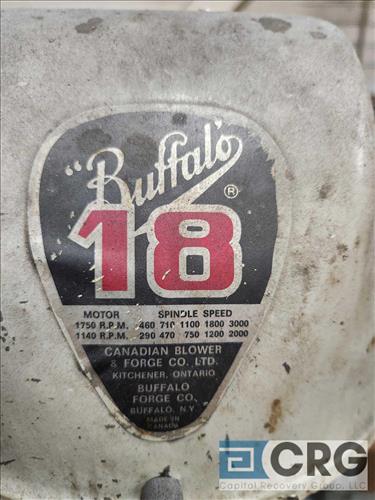 "Buffalo"
®
18
MOTOR SPINDLE SPEED
1750 R.P.M. 460 710 1100 1800 3000
1140 R.P.M. 290 470 750 1200 2000
CANADIAN BLOWER
& FORGE CO. LTD.
KITCHENER, ONTARIO
BUFFALO
FORGE CO.
BUFFALO, N.Y.
MADE IN
CANADA
CRG
Capital Recovery Group, LLC